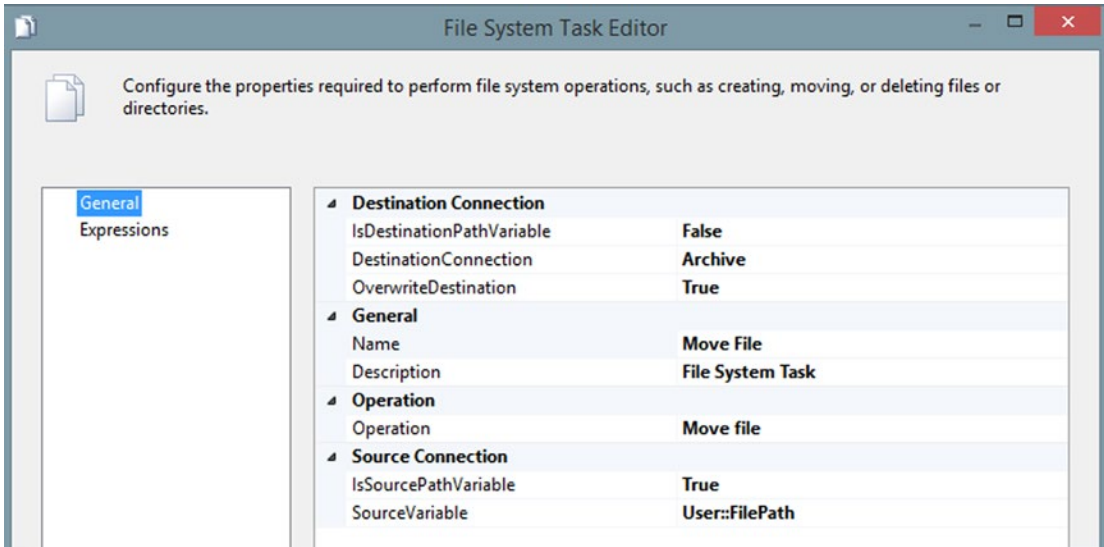 File System Task Editor
Configure the properties required to perform file system operations, such as creating, moving, or deleting files or
directories.
General
Expressions
Destination Connection
IsDestinationPathVariable False
DestinationConnection Archive
OverwriteDestination True
General
Name Move File
Description File System Task
Operation
Operation Move file
Source Connection
IsSourcePathVariable True
SourceVariable User::FilePath